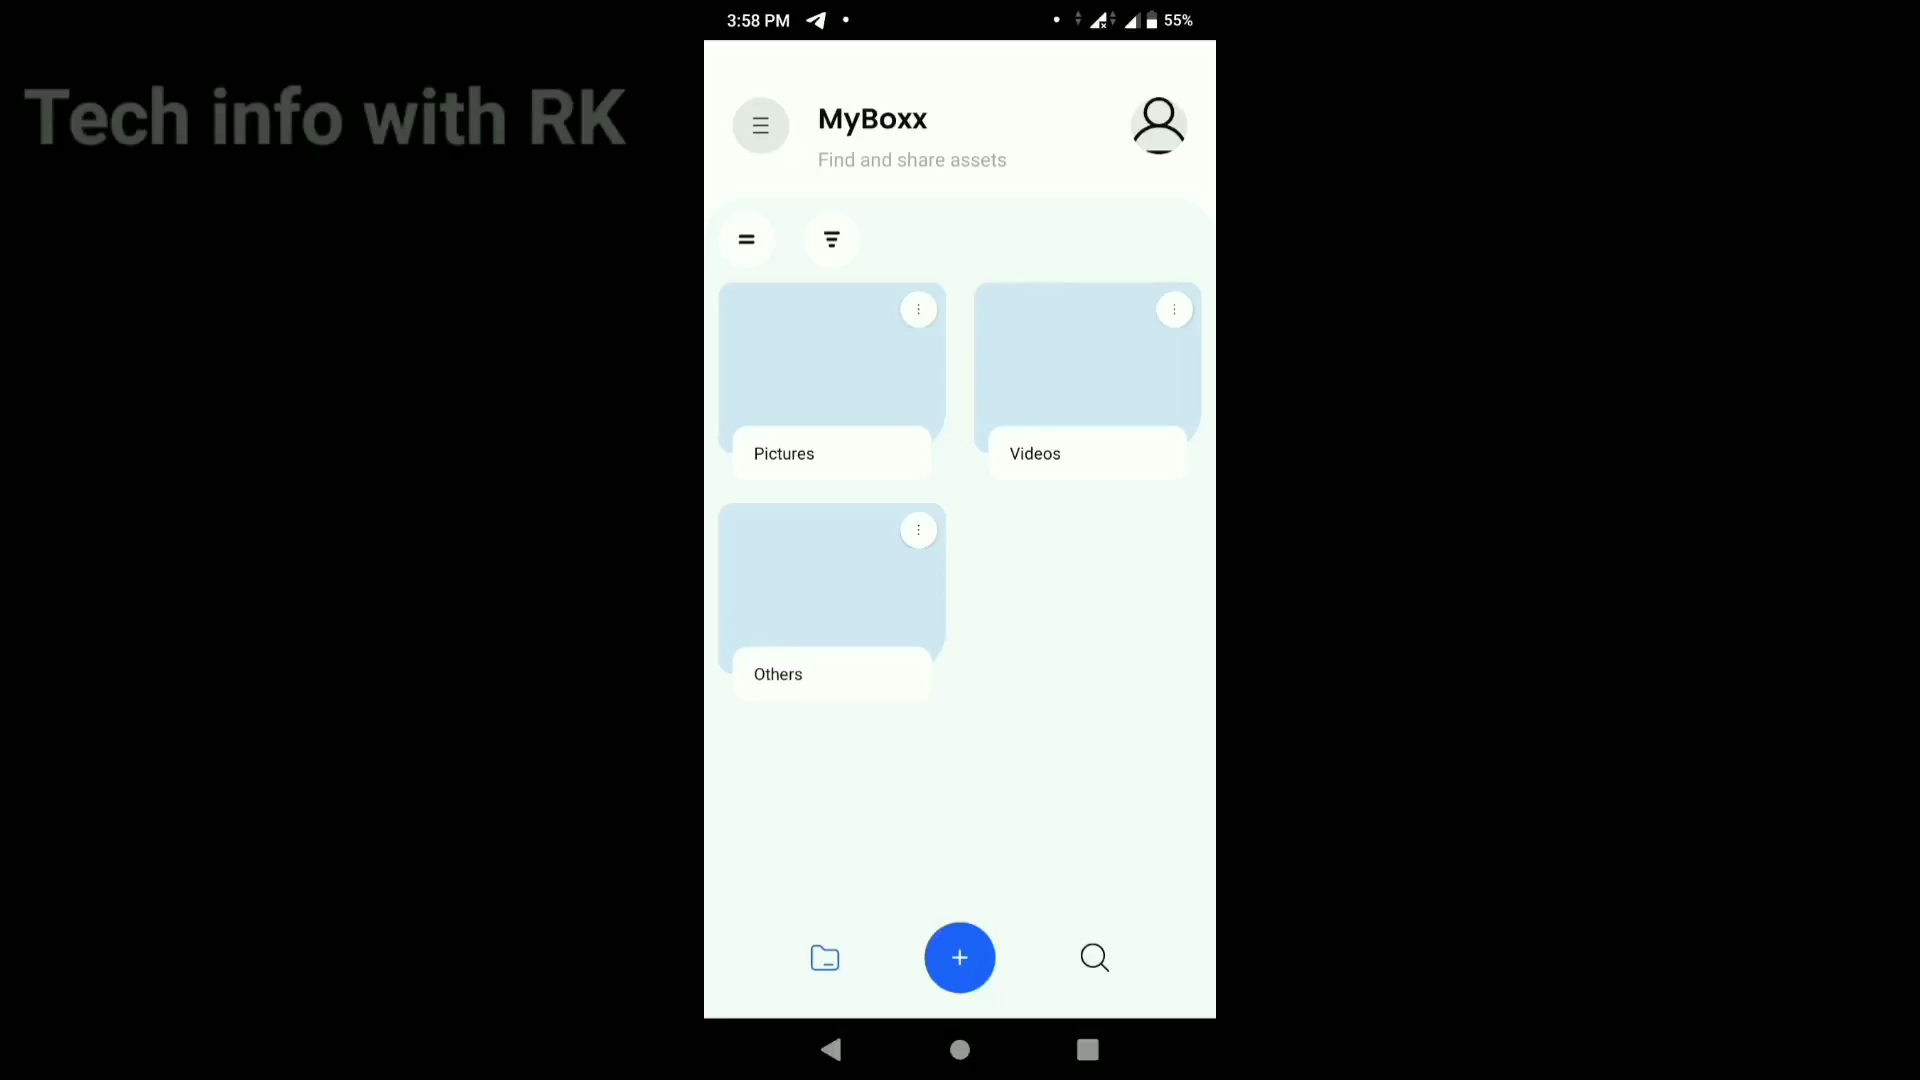 3:58 PM
55%
Tech info with RK
MyBoxx
Find and share assets
Pictures
Videos
Others